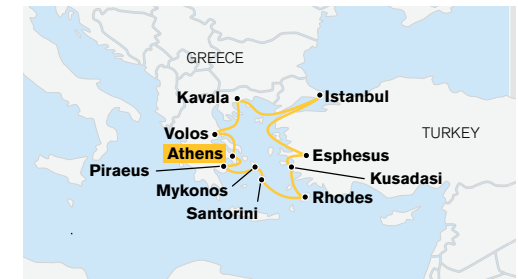 GREECE
Kavala
Istanbul
Volos
TURKEY
Athens
Esphesus
Piraeus
Kusadasi
Mykonos
Rhodes
Santorini